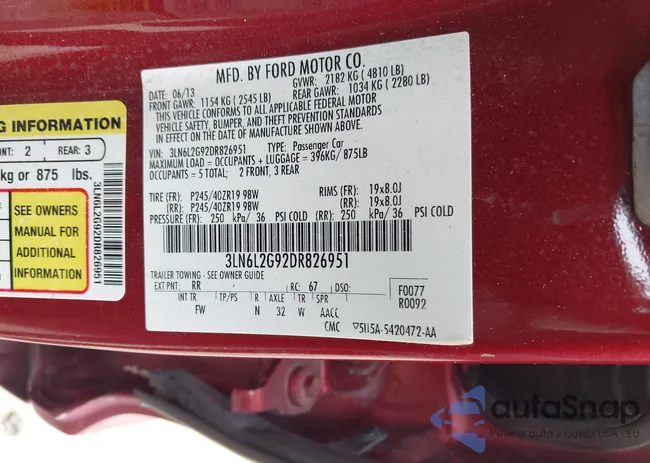 G INFORMATION
ONT: 2 REAR: 3
kg or 875 lbs.
SEE OWNERS
MANUAL FOR
ADDITIONAL
INFORMATION
3LN6L2G92DR826951
MFD. BY FORD MOTOR CO.
DATE: 06/13 GVWR: 2182 KG ( 4810 LB)
FRONT GAWR: 1154 KG ( 2545 LB) REAR GAWR: 1034 KG ( 2280 LB)
THIS VEHICLE CONFORMS TO ALL APPLICABLE FEDERAL MOTOR
VEHICLE SAFETY, BUMPER, AND THEFT PREVENTION STANDARDS
IN EFFECT ON THE DATE OF MANUFACTURE SHOWN ABOVE.
VIN: 3LN6L2G92DR826951 TYPE: Passenger Car
MAXIMUM LOAD = OCCUPANTS + LUGGAGE = 396KG/875LB
OCCUPANTS = 5 TOTAL: 2 FRONT, 3 REAR
TIRE (FR): P245/40ZR19 98W RIMS (FR): 19x8.0J
(RR): P245/40ZR19 98W (RR): 19x8.0J
PRESSURE (FR): 250 kPa/ 36 PSI COLD (RR): 250 kPa/ 36 PSI COLD
3LN6L2G92DR826951
TRAILER TOWING - SEE OWNER GUIDE
EXT PNT: RR RC: 67 DSO: F0077
INT TR TP/PS R AXLE TR SPR R0092
FW N 32 W AACC
CMC 5U5A-5420472-AA
autoSnap
Pewne auta z aukcji USA i EU